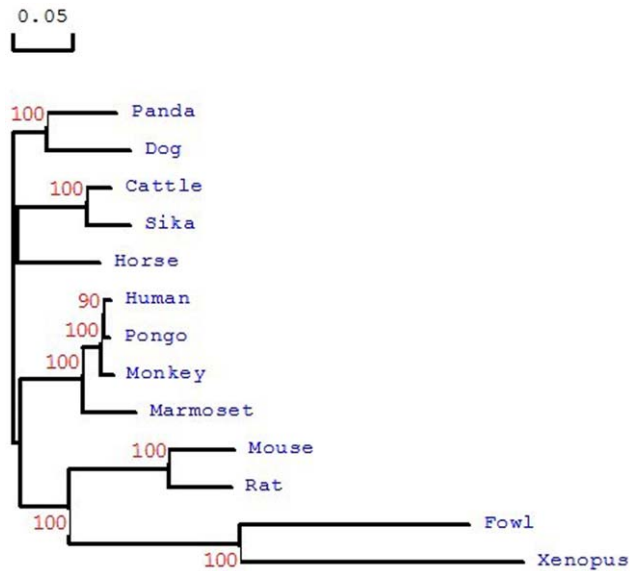 0.05
100 Panda
Dog
100 Cattle
Sika
Horse
90 Human
100 Pongo
100 Monkey
Marmoset
100 Mouse
Rat
100 Fowl
100 Xenopus